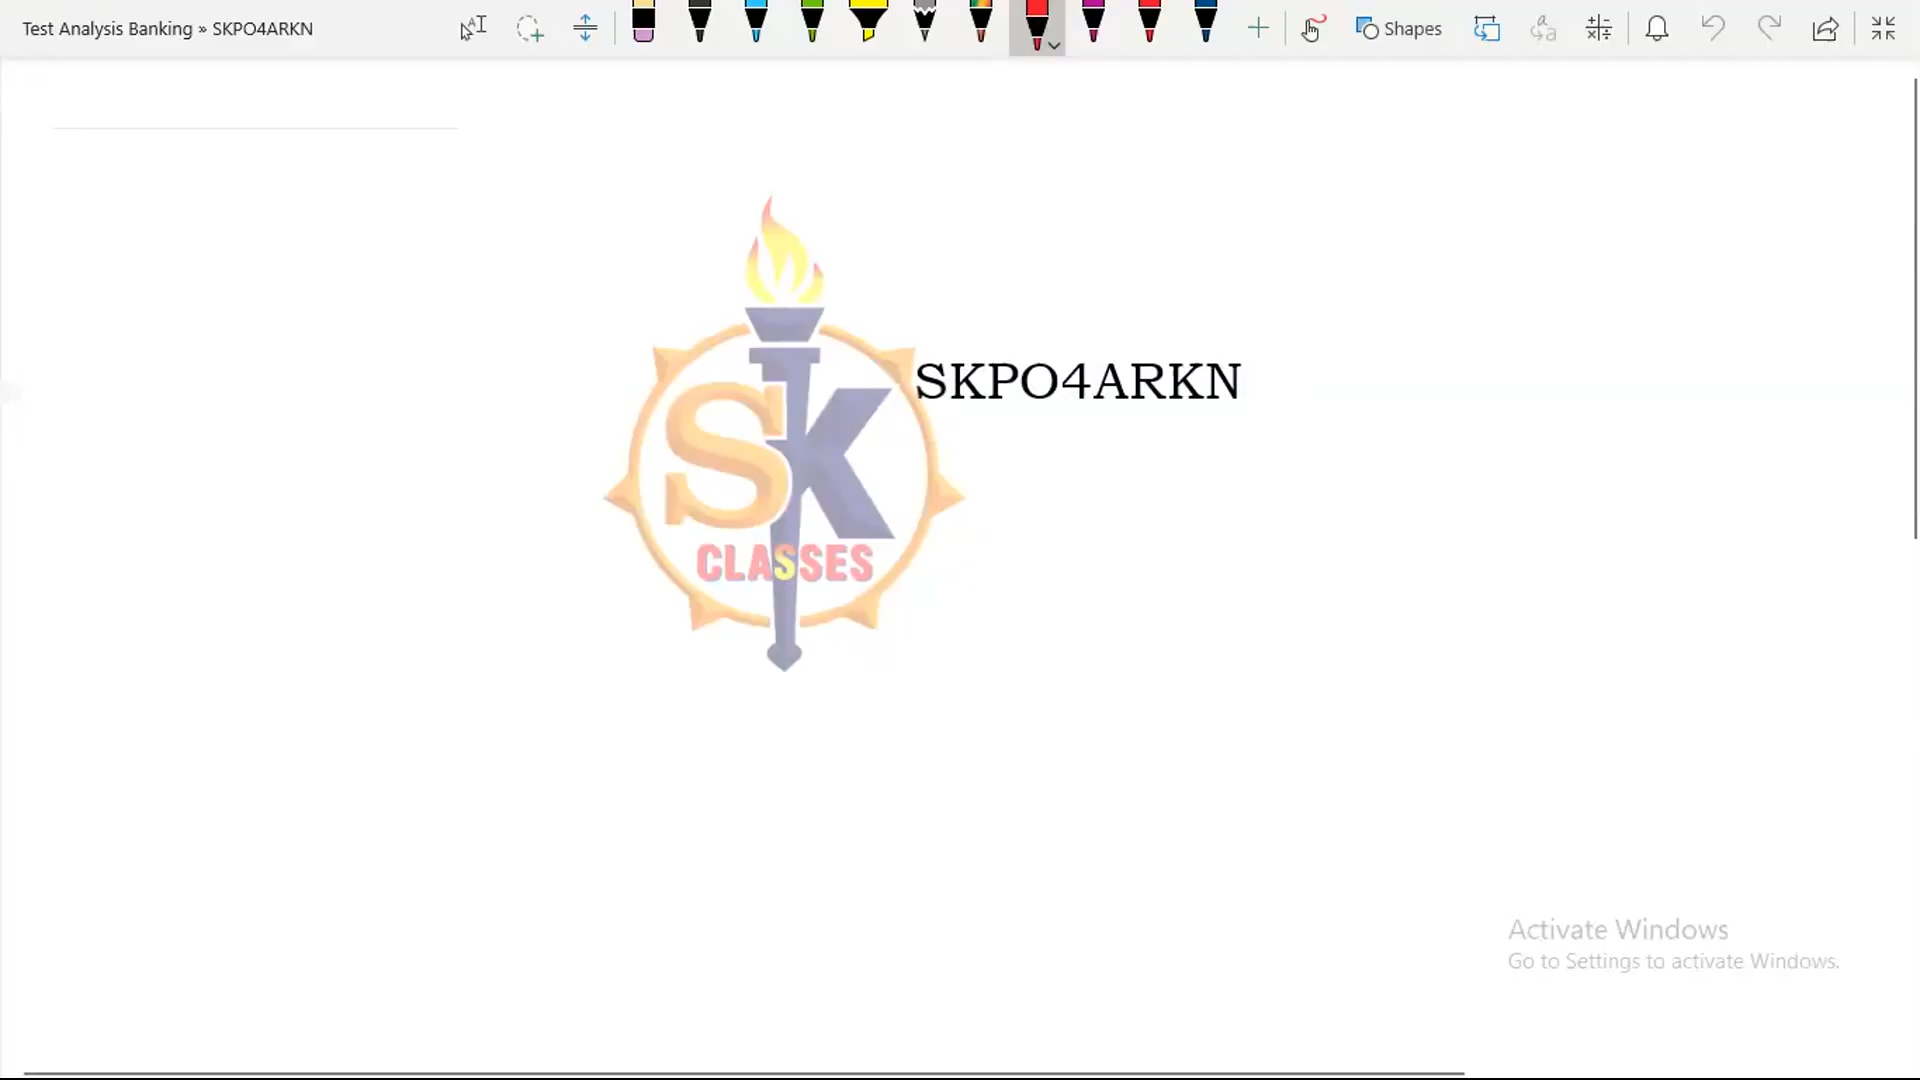 Test Analysis Banking » SKPO4ARKN
Shapes
SKPO4ARKN
SK
CLASSES
Activate Windows
Go to Settings to activate Windows.